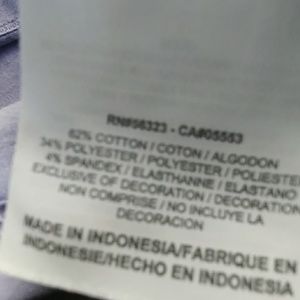 RN#56323 - CA#05553
62% COTTON / COTON / ALGODON
34% POLYESTER / POLYESTER / POLIESTER
4% SPANDEX / ELASTHANNE / ELASTANO
EXCLUSIVE OF DECORATION / DECORATION
NON COMPRISE / NO INCLUYE LA
DECORACION
MADE IN INDONESIA/FABRIQUE EN
INDONESIE/HECHO EN INDONESIA